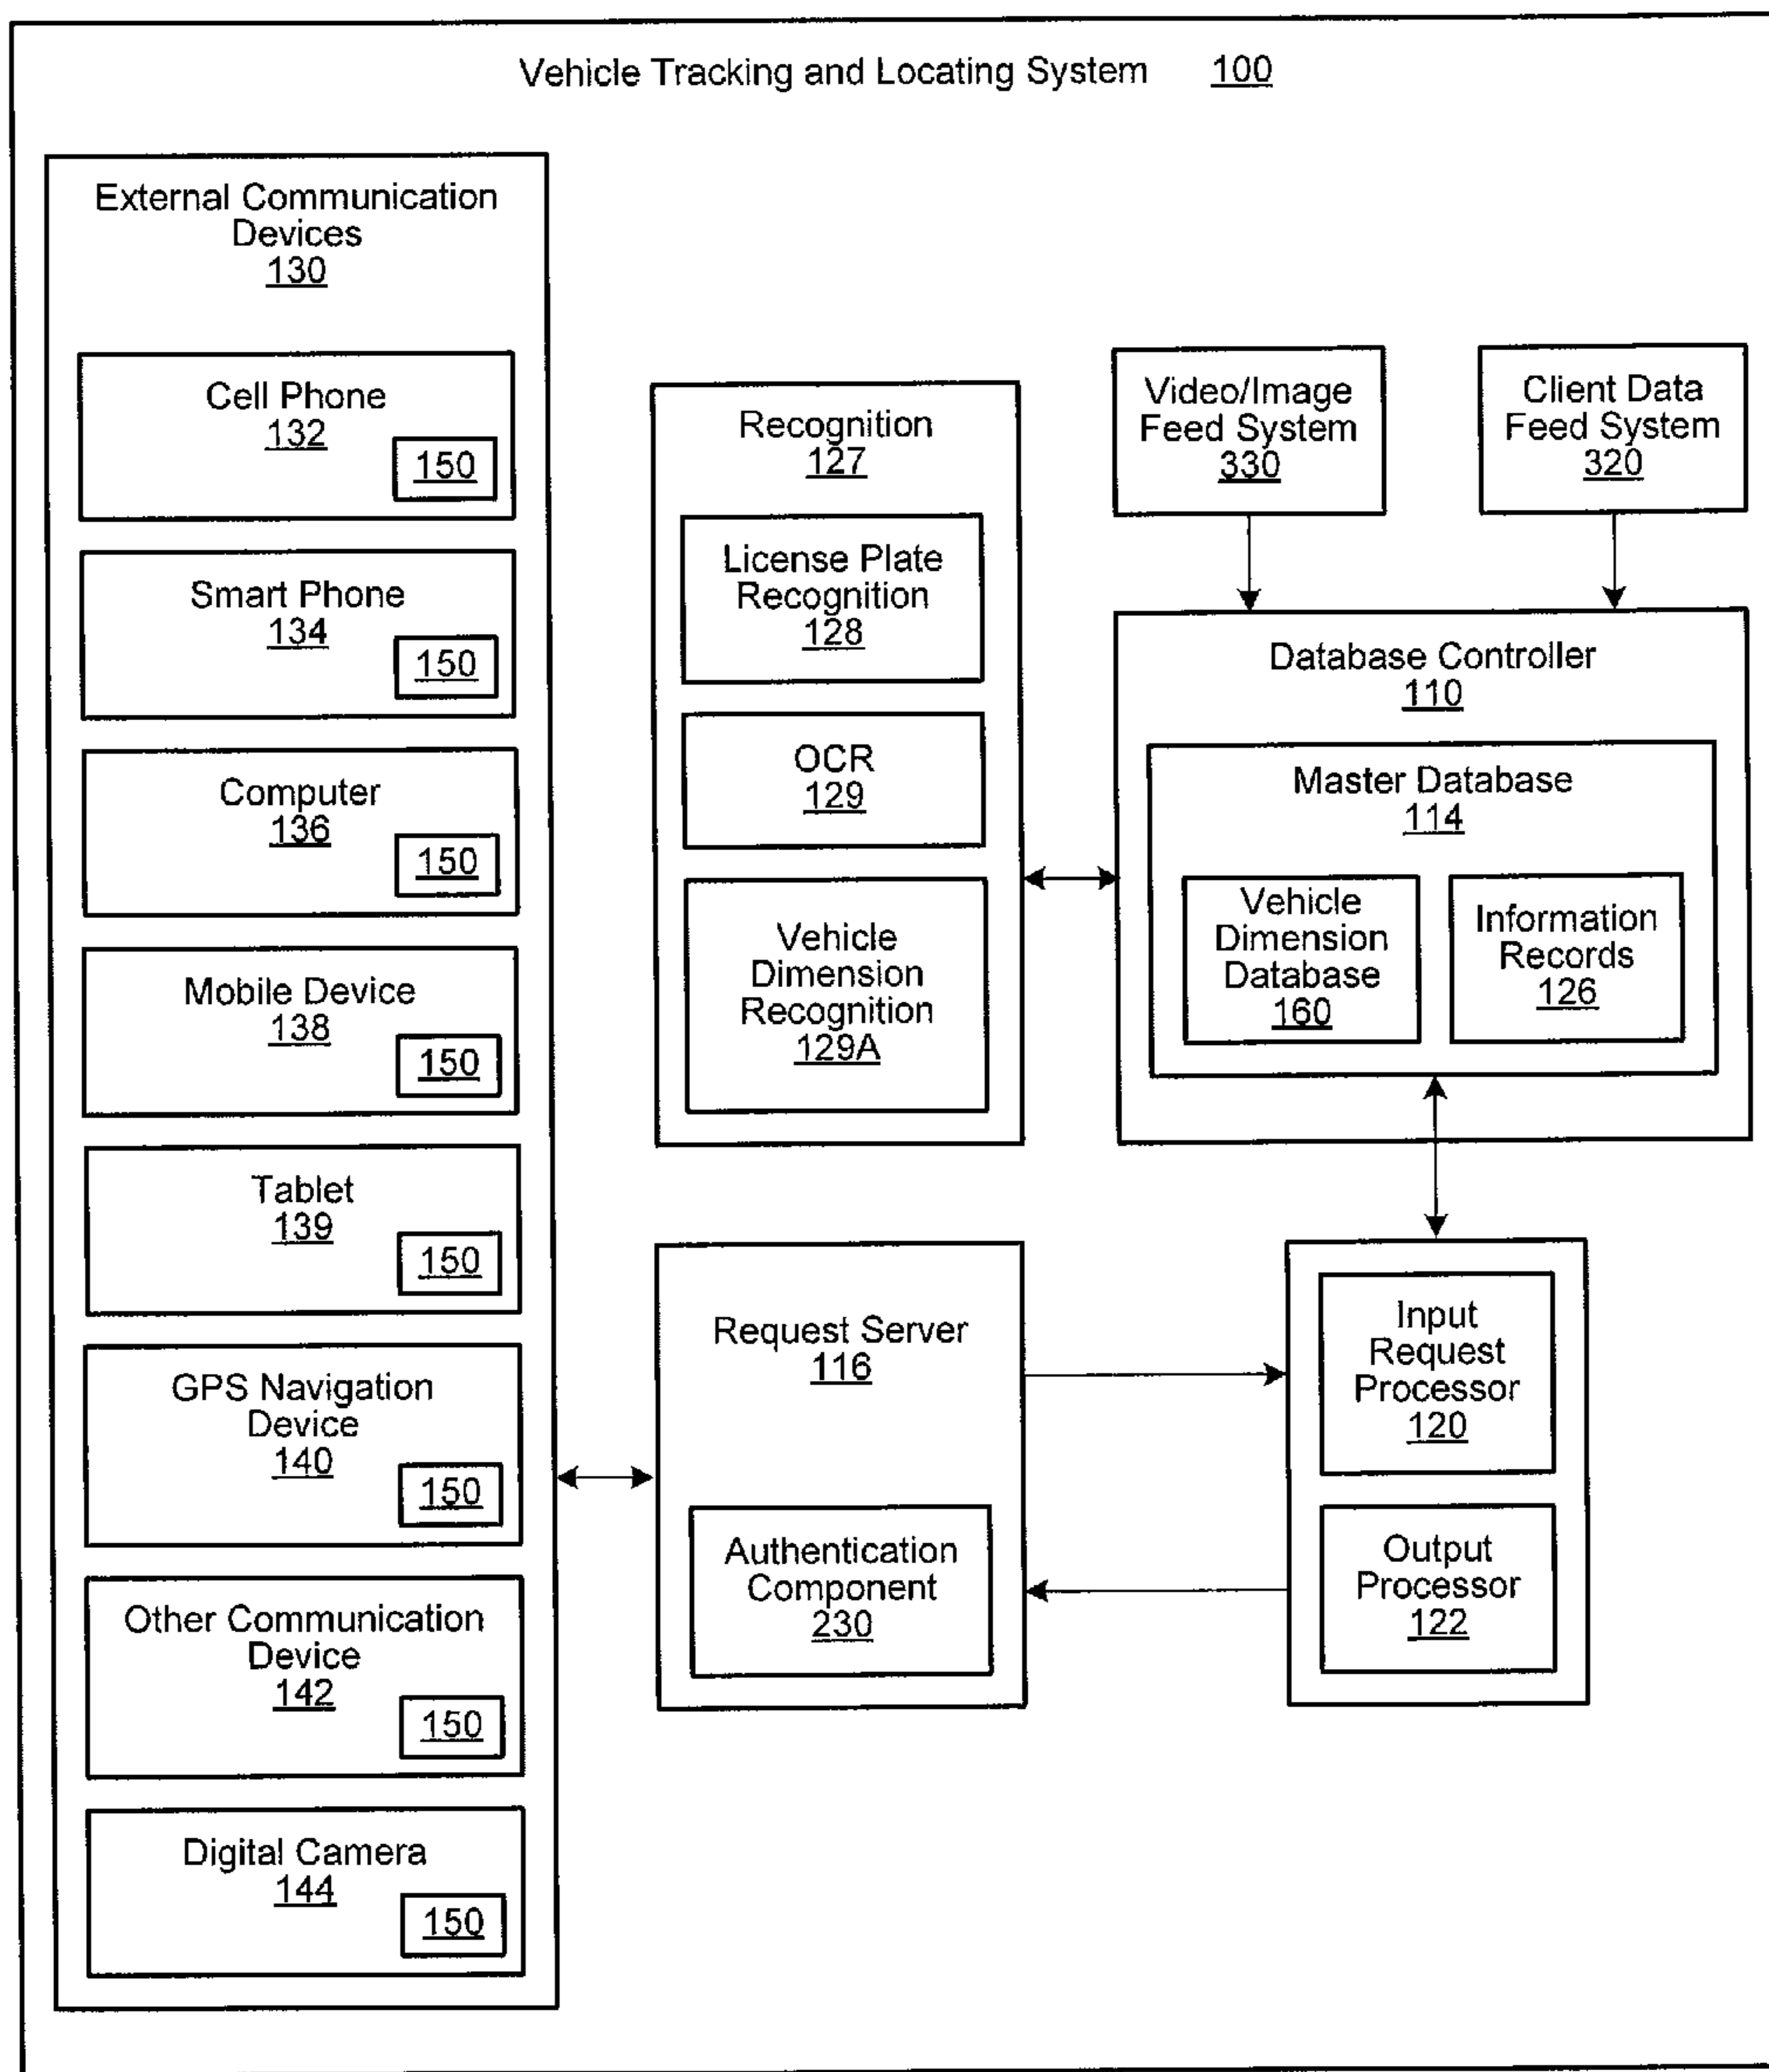 Vehicle Tracking and Locating System 100
External Communication
Devices
130
Cell Phone
132
150
Smart Phone
134
150
Computer
136
150
Mobile Device
138
150
Tablet
139
150
GPS Navigation
Device
140
150
Other Communication
Device
142
150
Digital Camera
144
150
Recognition
127
License Plate
Recognition
128
OCR
129
Vehicle
Dimension
Recognition
129A
Video/Image
Feed System
330
Client Data
Feed System
320
Database Controller
110
Master Database
114
Vehicle
Dimension
Database
160
Information
Records
126
Request Server
116
Authentication
Component
230
Input
Request
Processor
120
Output
Processor
122